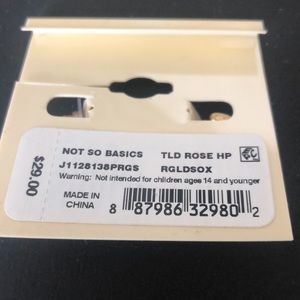 NOT SO BASICS TLD ROSE HP
J1128138PRGS RGLDSOX
Warning: Not intended for children ages 14 and younger
MADE IN
CHINA
8 87986 32980 2
$29.00